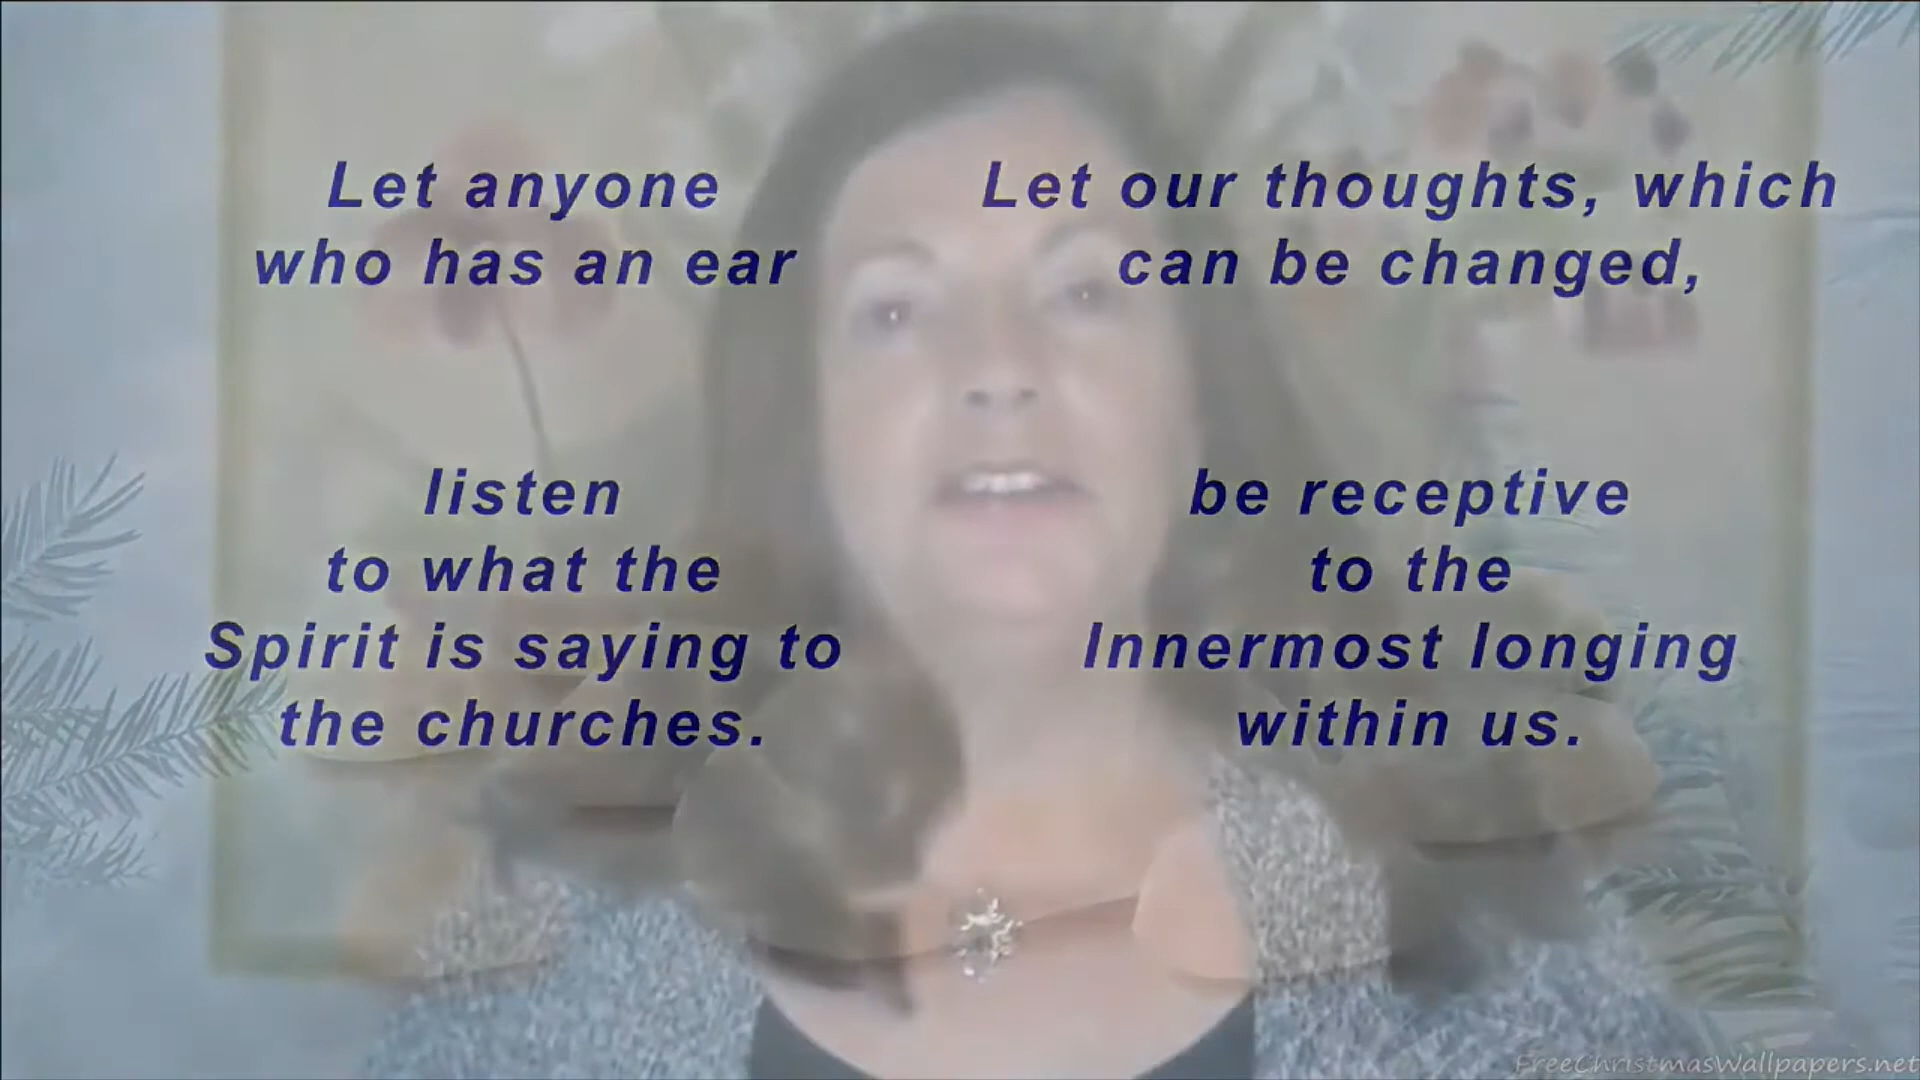 Let anyone
who has an ear
listen
to what the
Spirit is saying to
the churches.
Let our thoughts, which
can be changed,
be receptive
to the
Innermost longing
within us.
FreeChristmasWallpapers.net